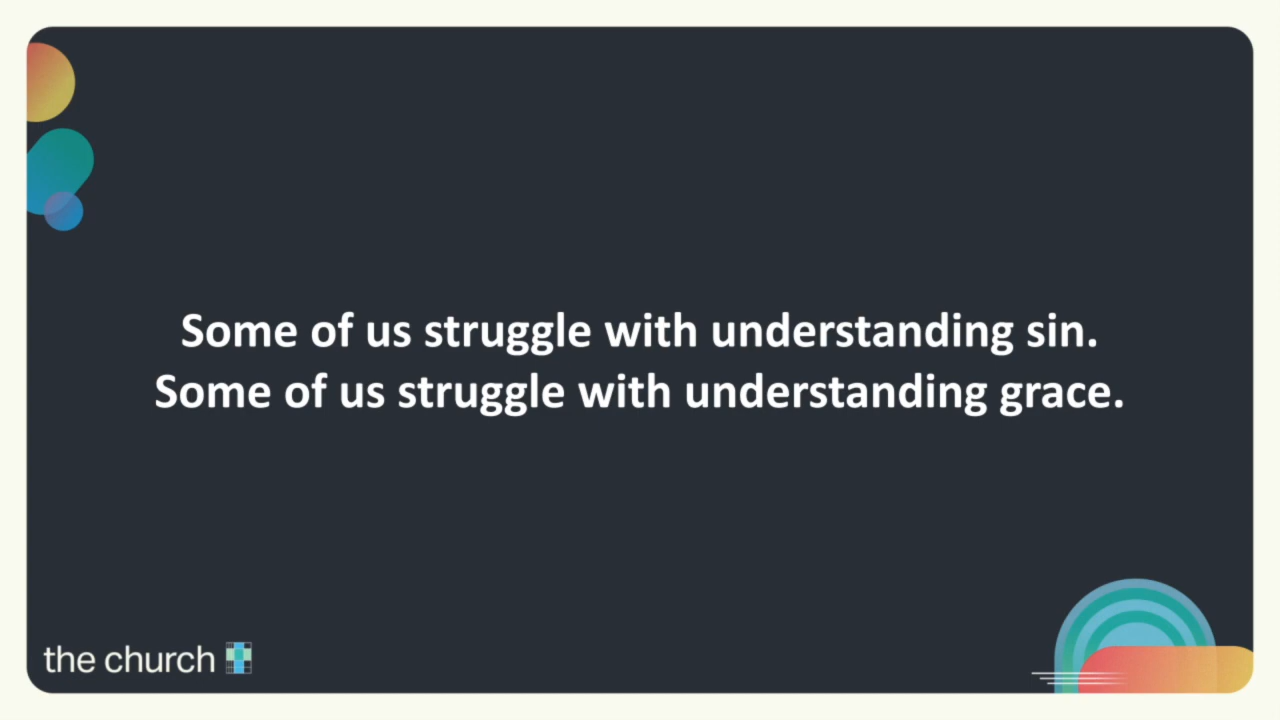 Some of us struggle with understanding sin.
Some of us struggle with understanding grace.
the church